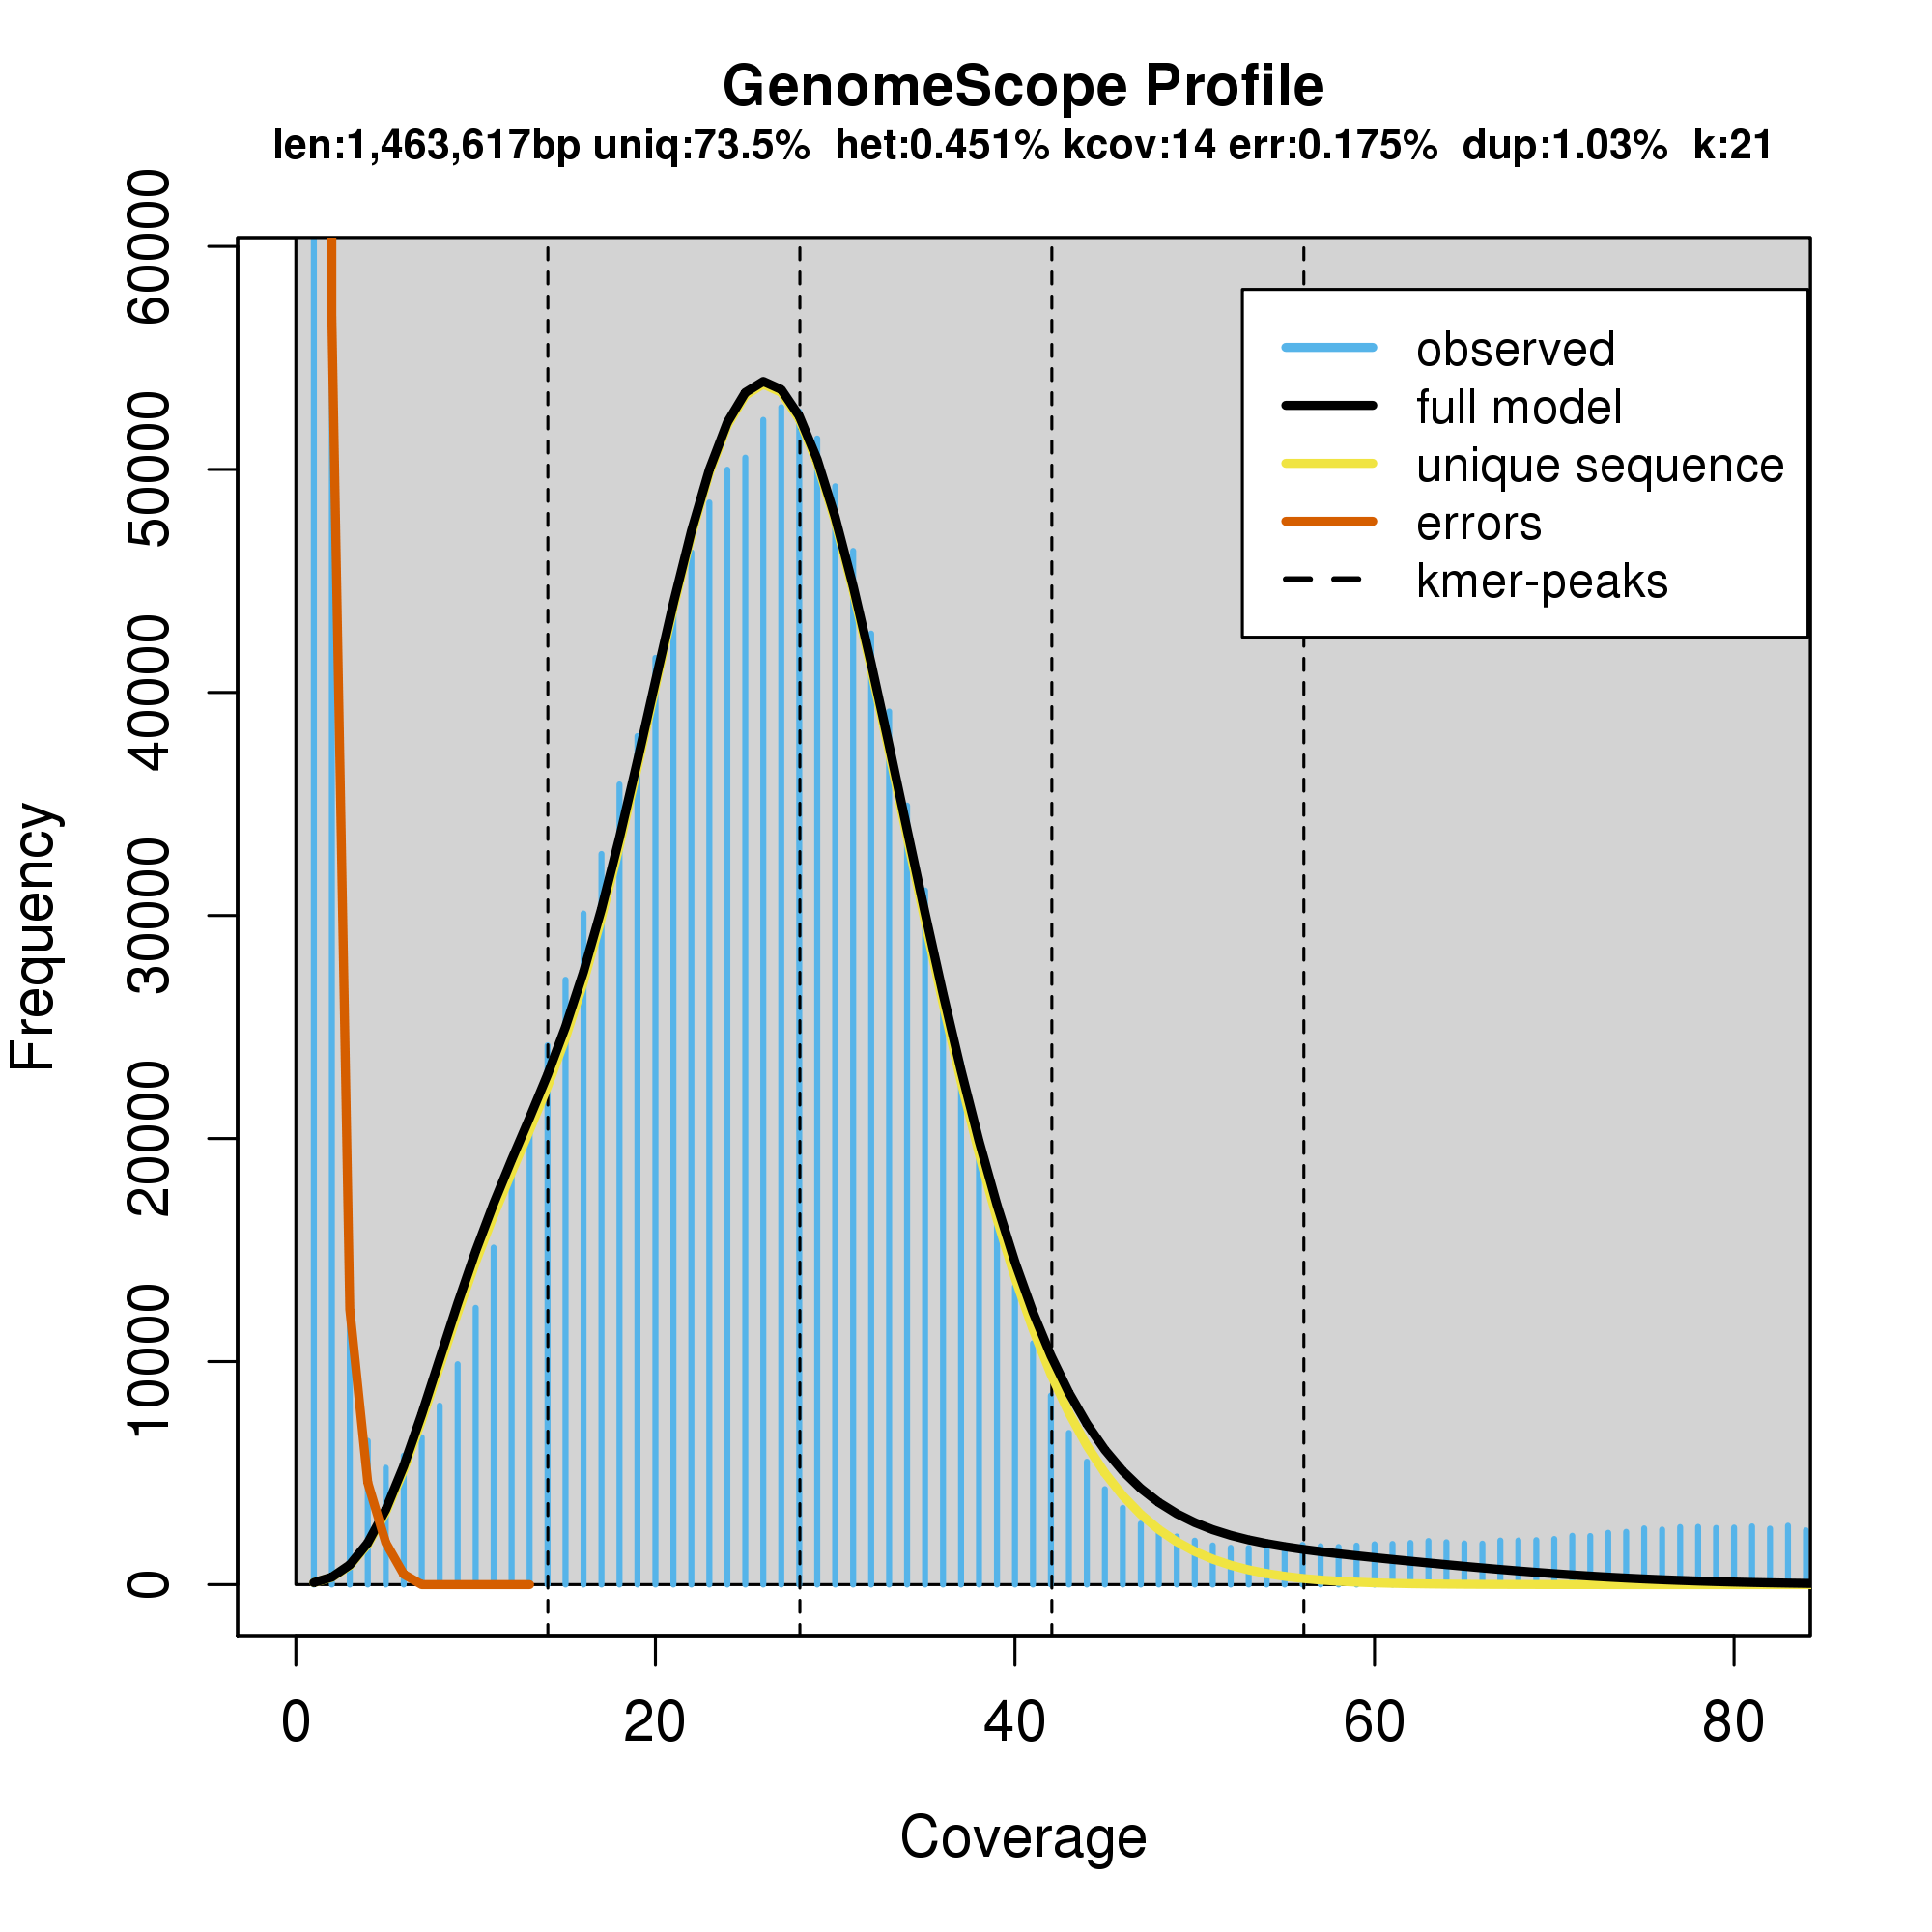 GenomeScope Profile
len:1,463,617bp uniq:73.5% het:0.451% kcov:14 err:0.175% dup:1.03% k:21
Frequency
60000
50000
40000
30000
20000
10000
0
observed
full model
unique sequence
errors
kmer-peaks
0 20 40 60 80
Coverage